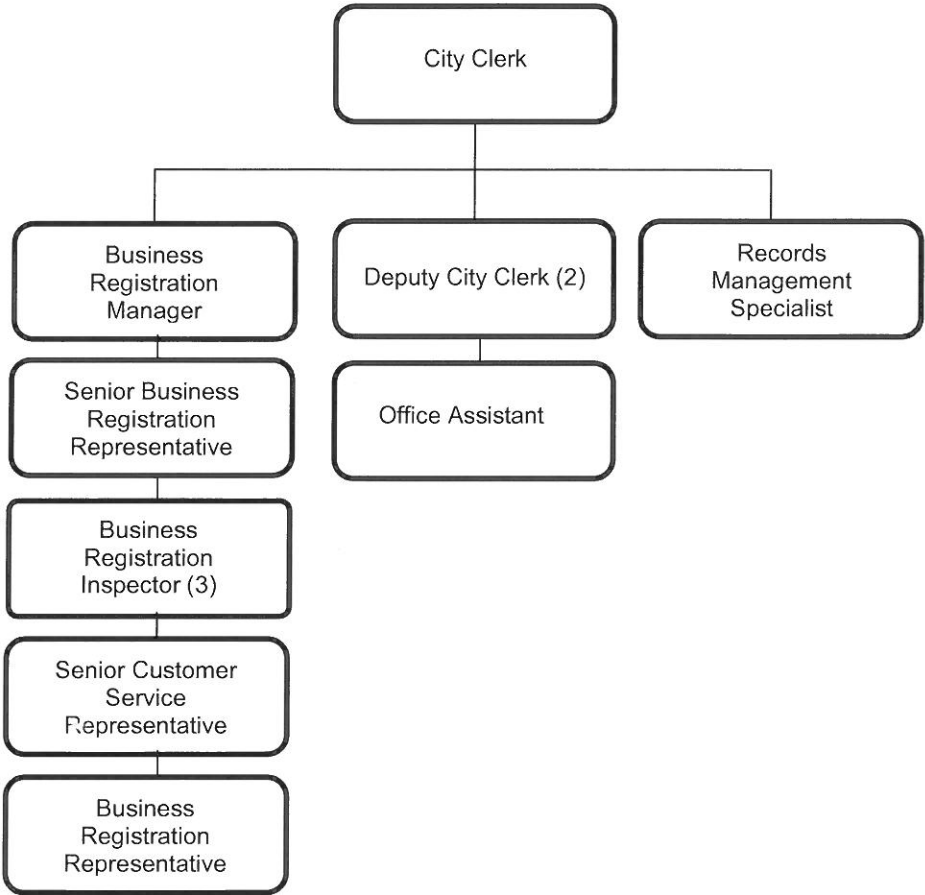 City Clerk
Business
Registration
Manager
Deputy City Clerk (2)
Records
Management
Specialist
Senior Business
Registration
Representative
Office Assistant
Business
Registration
Inspector (3)
Senior Customer
Service
Representative
Business
Registration
Representative